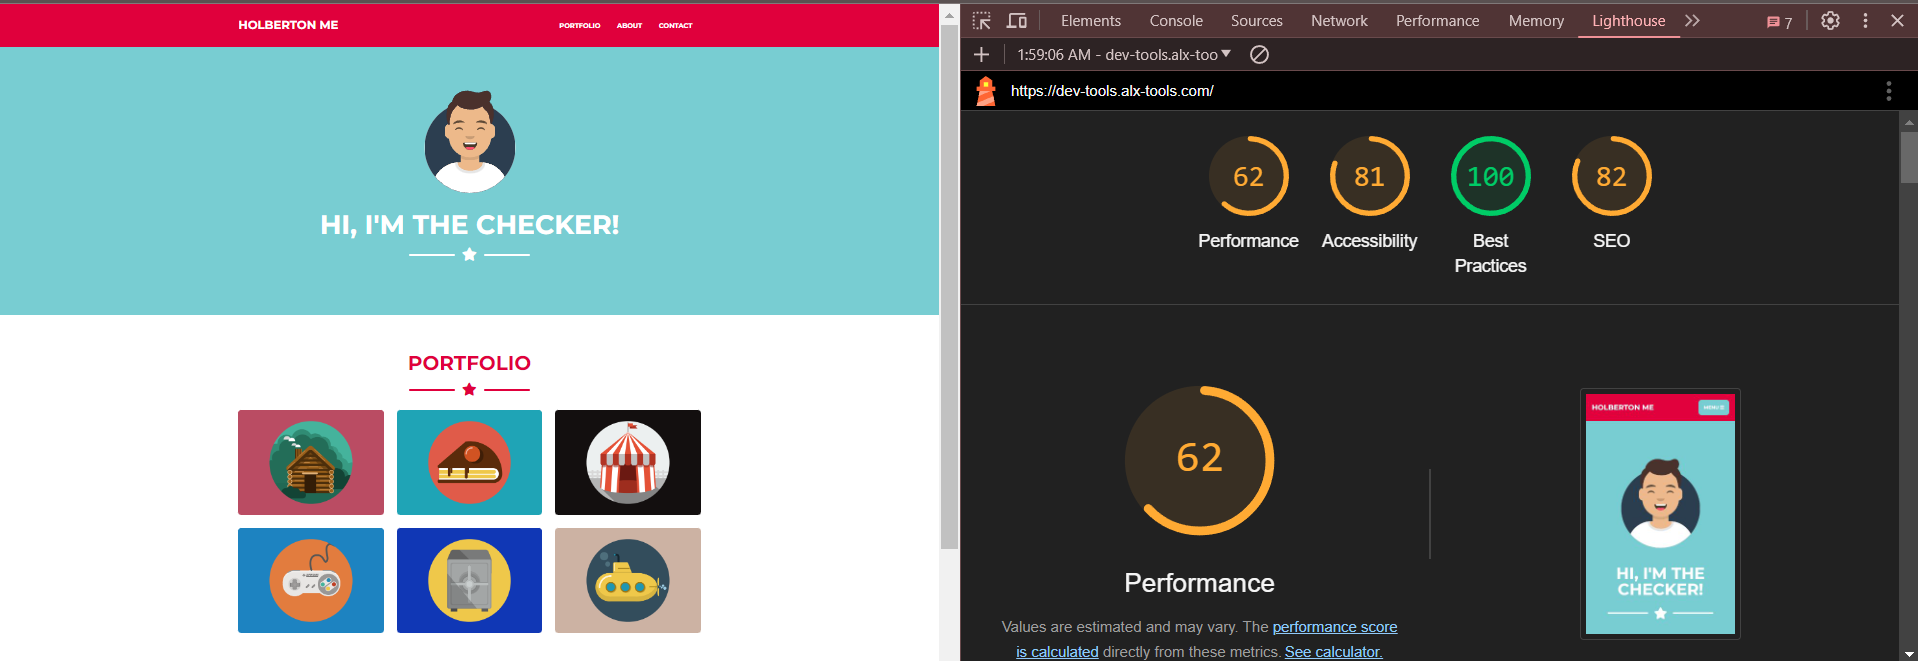 HOLBERTON ME
PORTFOLIO ABOUT CONTACT
HI, I'M THE CHECKER!
PORTFOLIO
Elements Console Sources Network Performance Memory Lighthouse 7
1:59:06 AM - dev-tools.alx-too
https://dev-tools.alx-tools.com/
62 81 100 82
Performance Accessibility Best Practices SEO
62
Performance
Values are estimated and may vary. The performance score
is calculated directly from these metrics. See calculator.
HOLBERTON ME
MENU
HI, I'M THE
CHECKER!